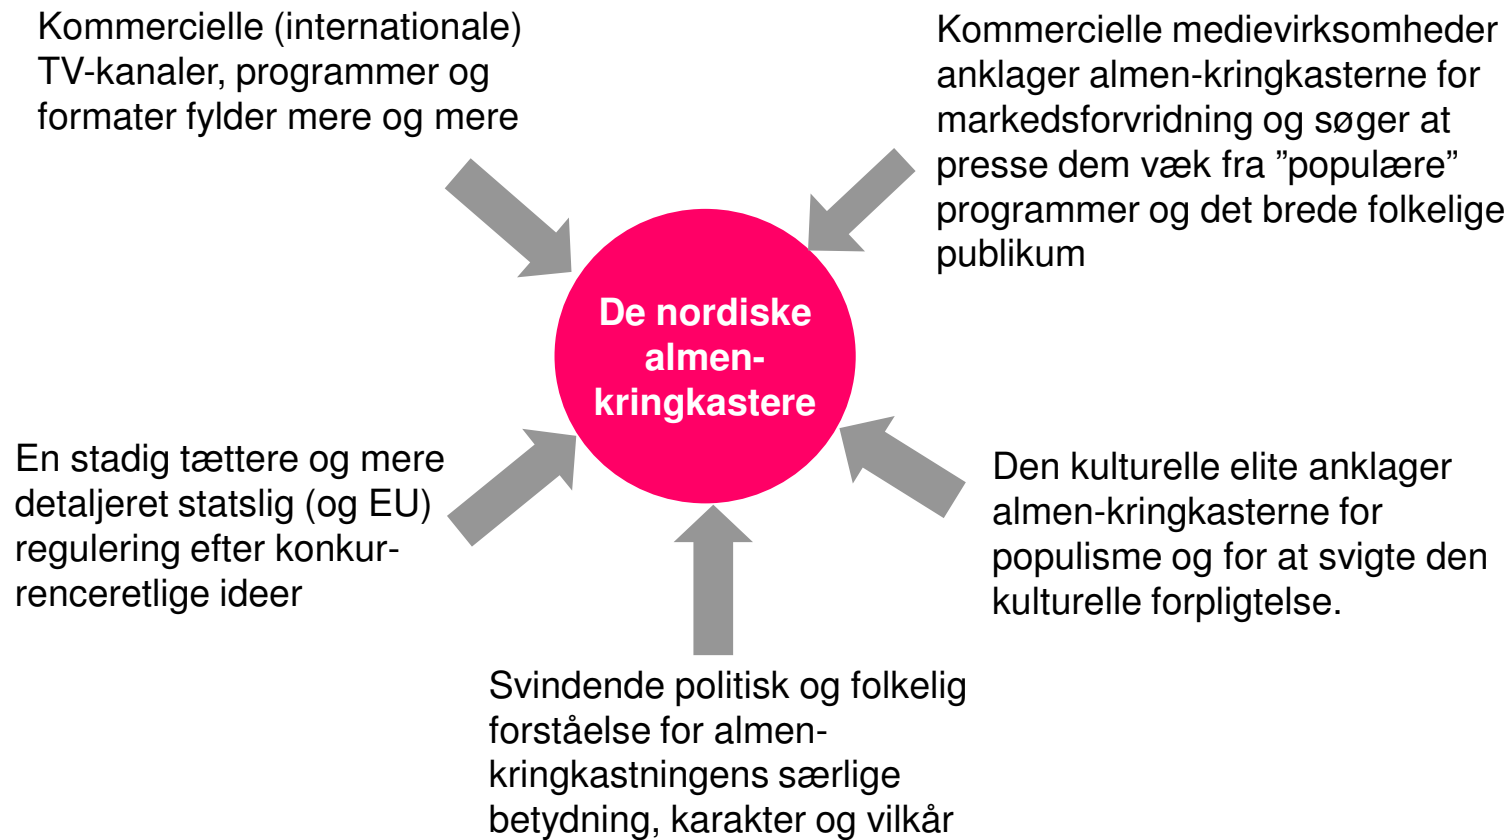 Kommercielle (internationale)
TV-kanaler, programmer og
formater fylder mere og mere
Kommercielle medievirksomheder
anklager almen-kringkasterne for
markedsforvridning og søger at
presse dem væk fra ”populære”
programmer og det brede folkelige
publikum
De nordiske
almen-
kringkastere
En stadig tættere og mere
detaljeret statslig (og EU)
regulering efter konkur-
renceretlige ideer
Den kulturelle elite anklager
almen-kringkasterne for
populisme og for at svigte den
kulturelle forpligtelse.
Svindende politisk og folkelig
forståelse for almen-
kringkastningens særlige
betydning, karakter og vilkår